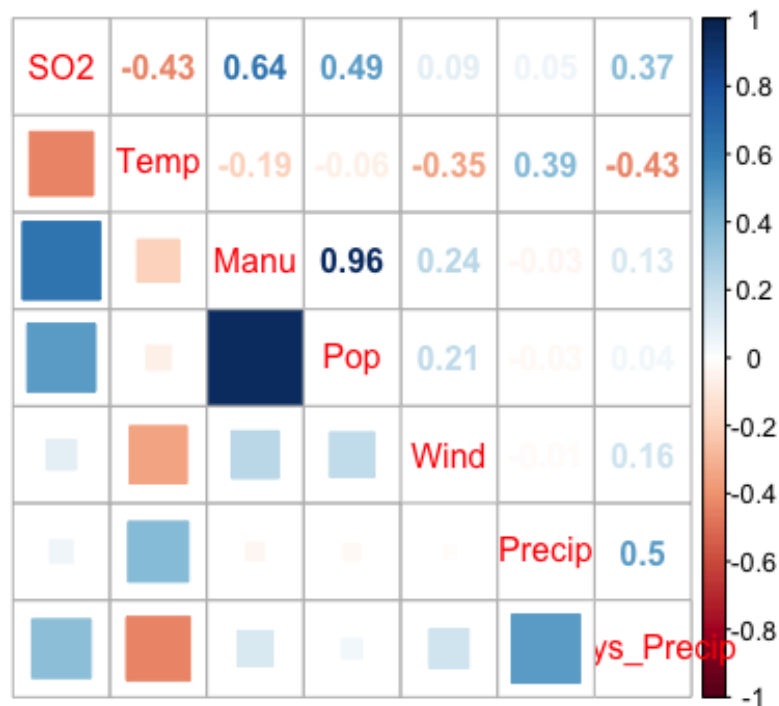 SO2 -0.43 0.64 0.49 0.09 0.05 0.37 1
0.8
Temp -0.19 -0.06 -0.35 0.39 -0.43 0.6
Manu 0.96 0.24 -0.03 0.13 0.4
0.2
Pop 0.21 -0.03 0.04 0
Wind -0.01 0.16 -0.2
-0.4
Precip 0.5 -0.6
ys_Precip -0.8
-1